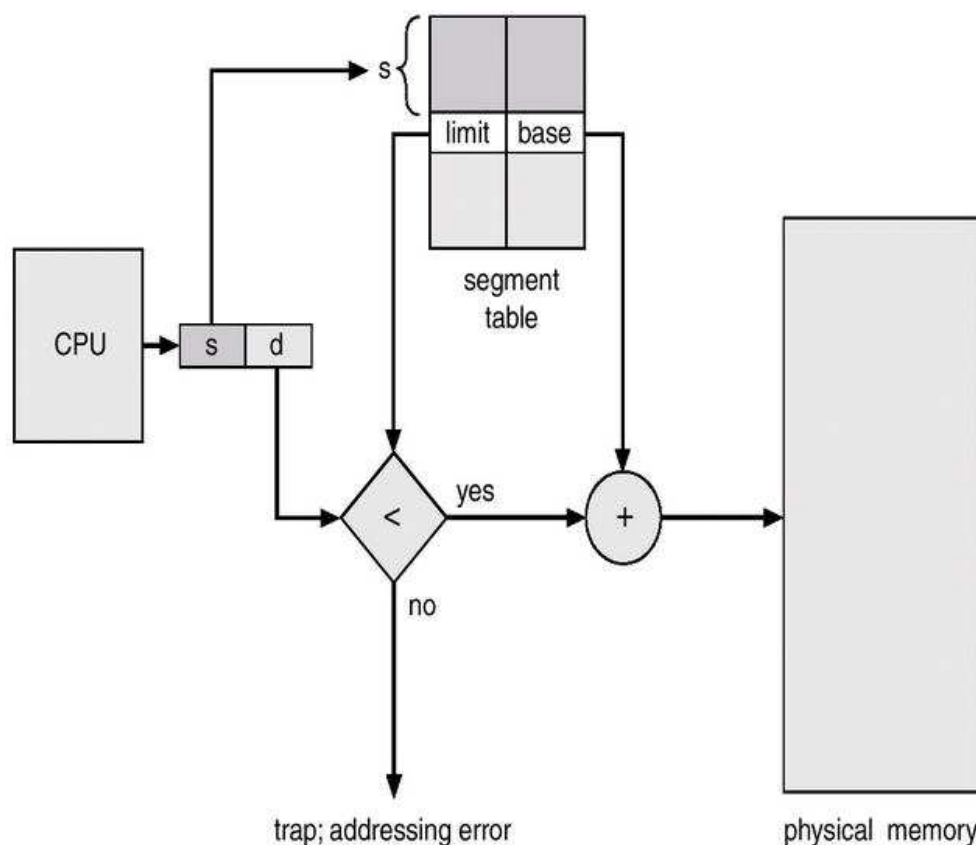 s
limit base
segment
table
CPU
s d
<
yes
+
no
trap; addressing error
physical memory